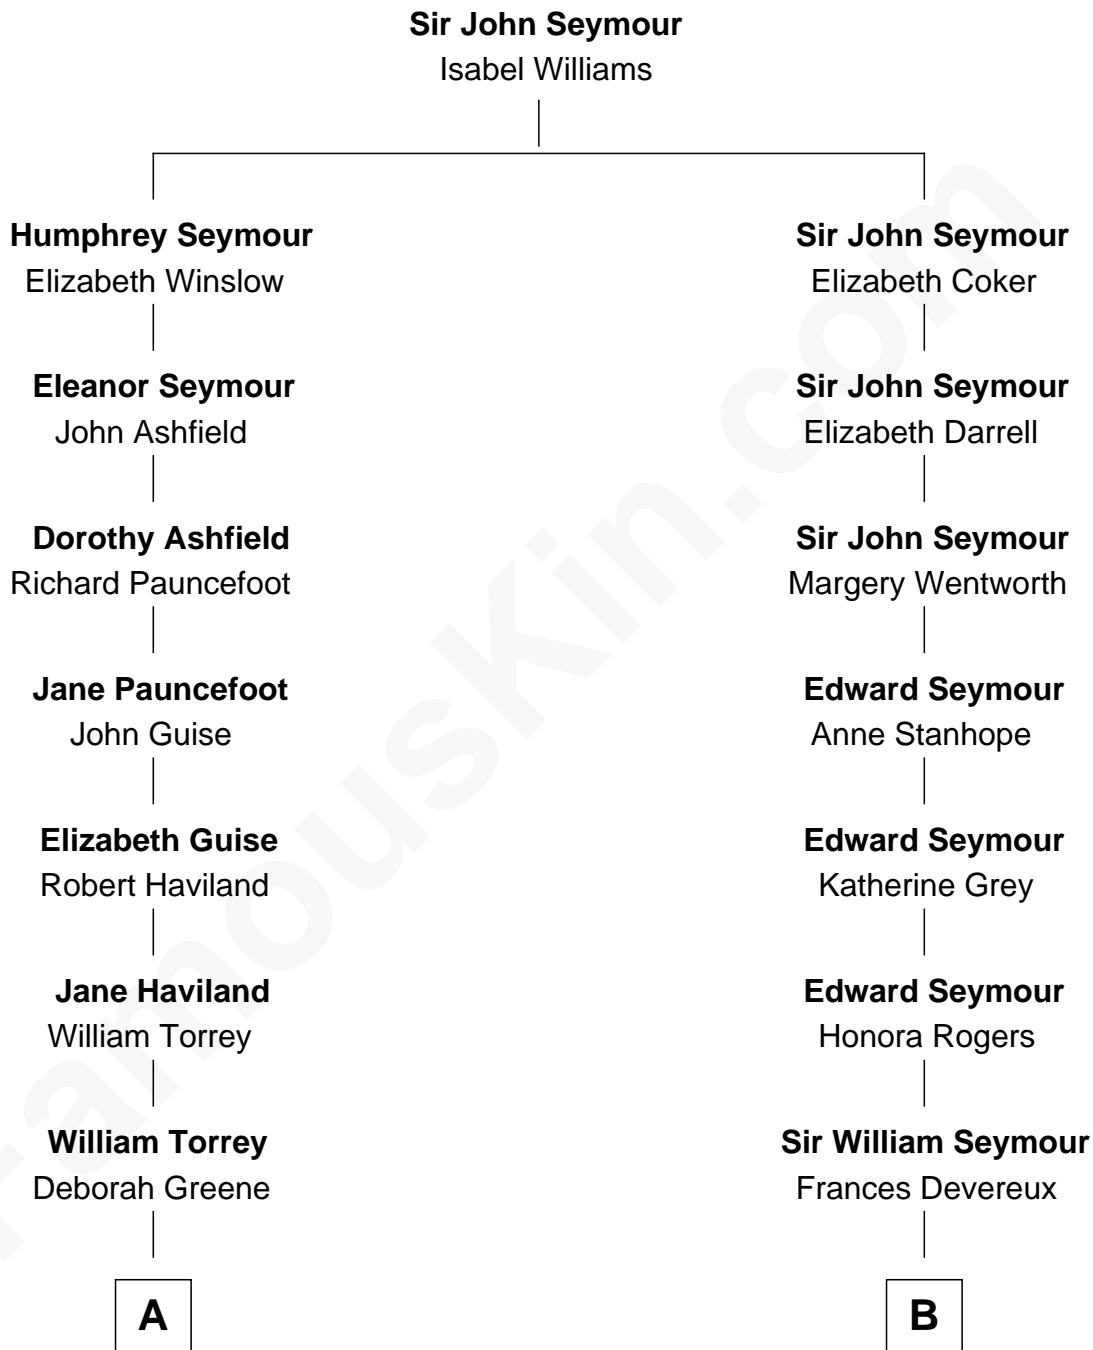 Sir John Seymour
Isabel Williams
Humphrey Seymour
Elizabeth Winslow
Sir John Seymour
Elizabeth Coker
Eleanor Seymour
John Ashfield
Sir John Seymour
Elizabeth Darrell
Dorothy Ashfield
Richard Pauncefoot
Sir John Seymour
Margery Wentworth
Jane Pauncefoot
John Guise
Edward Seymour
Anne Stanhope
Elizabeth Guise
Robert Haviland
Edward Seymour
Katherine Grey
Jane Haviland
William Torrey
Edward Seymour
Honora Rogers
William Torrey
Deborah Greene
Sir William Seymour
Frances Devereux
A
B
FamousKin.com